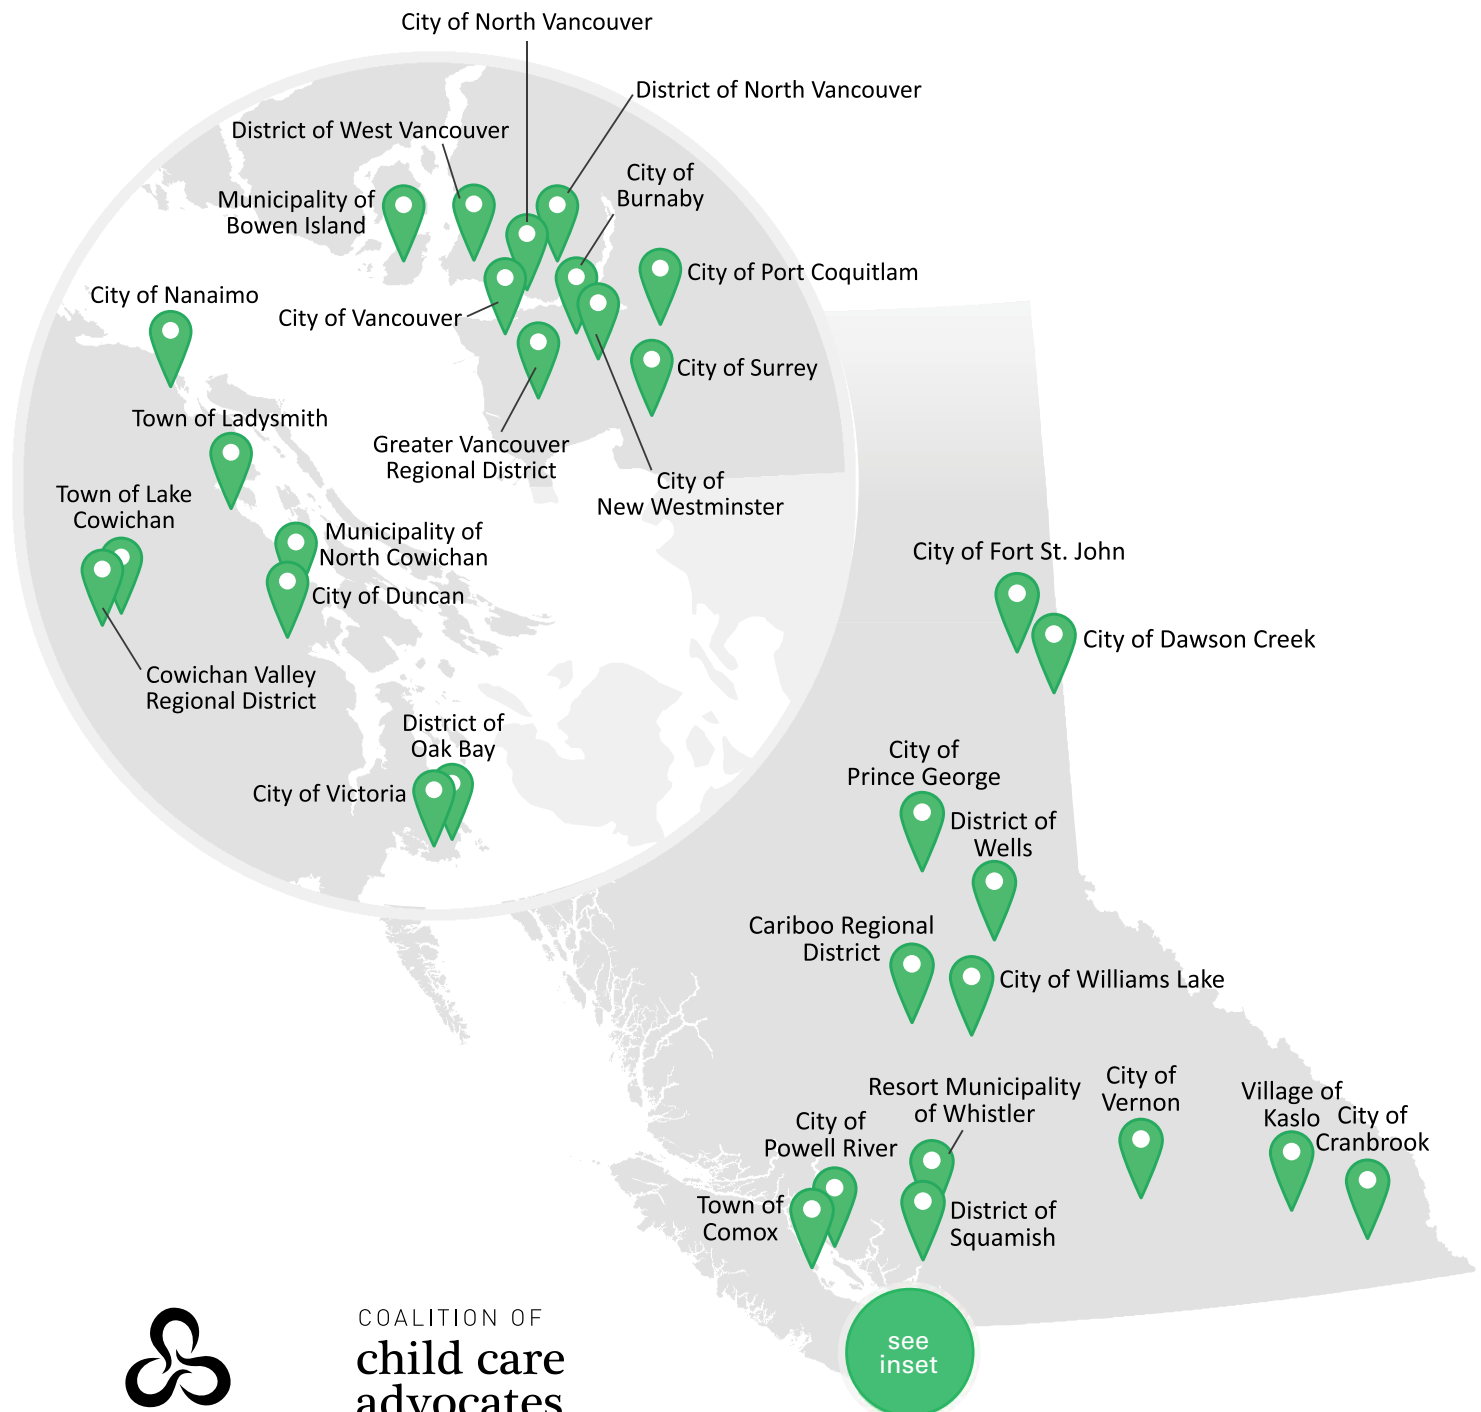 City of North Vancouver
District of North Vancouver
District of West Vancouver
City of
Burnaby
Municipality of
Bowen Island
City of Port Coquitlam
City of Nanaimo
City of Vancouver
City of Surrey
Town of Ladysmith
Greater Vancouver
Regional District
City of
New Westminster
Town of Lake
Cowichan
Municipality of
North Cowichan
City of Duncan
Cowichan Valley
Regional District
District of
Oak Bay
City of Victoria
City of Fort St. John
City of Dawson Creek
City of
Prince George
District of
Wells
Cariboo Regional
District
City of Williams Lake
Resort Municipality
of Whistler
City of
Vernon
Village of
Kaslo
City of
Cranbrook
City of
Powell River
Town of
Comox
District of
Squamish
see
inset
COALITION OF
child care
advocates